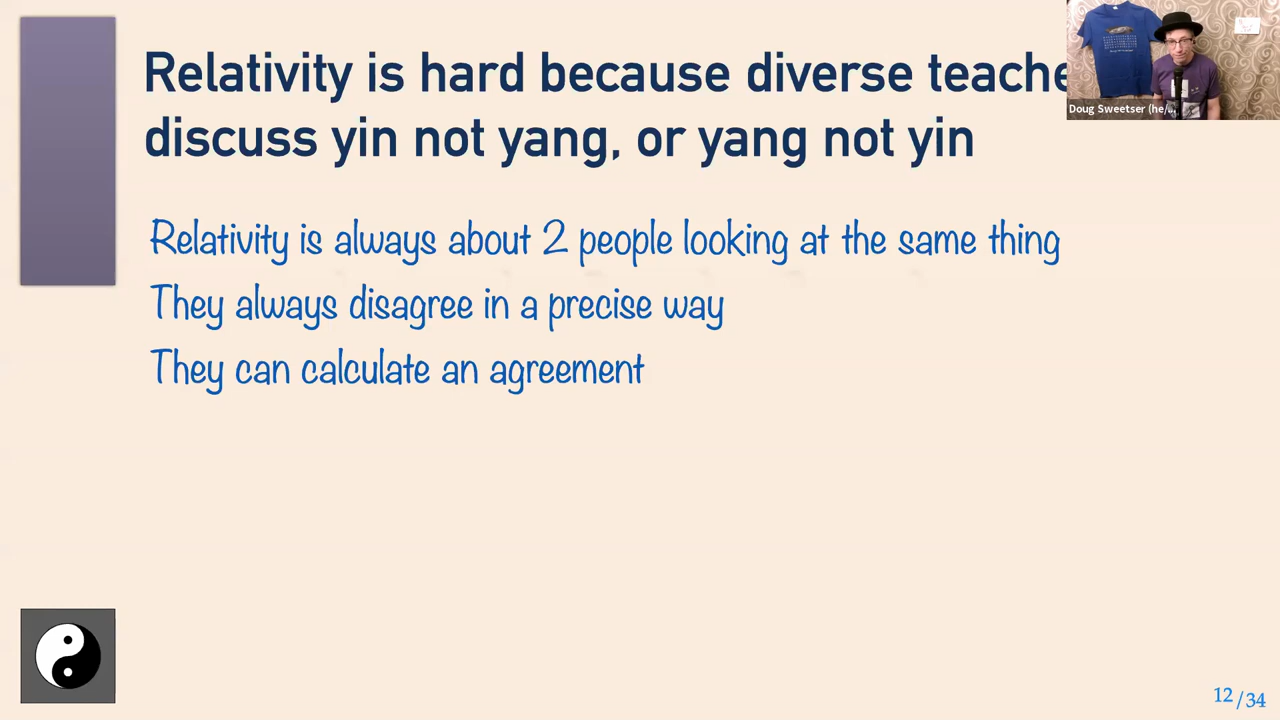 Relativity is hard because diverse
discuss yin not yang, or yang not yin
Relativity is always about 2 people looking at the same thing
They always disagree in a precise way
They can calculate an agreement
Doug Sweetser
12/34